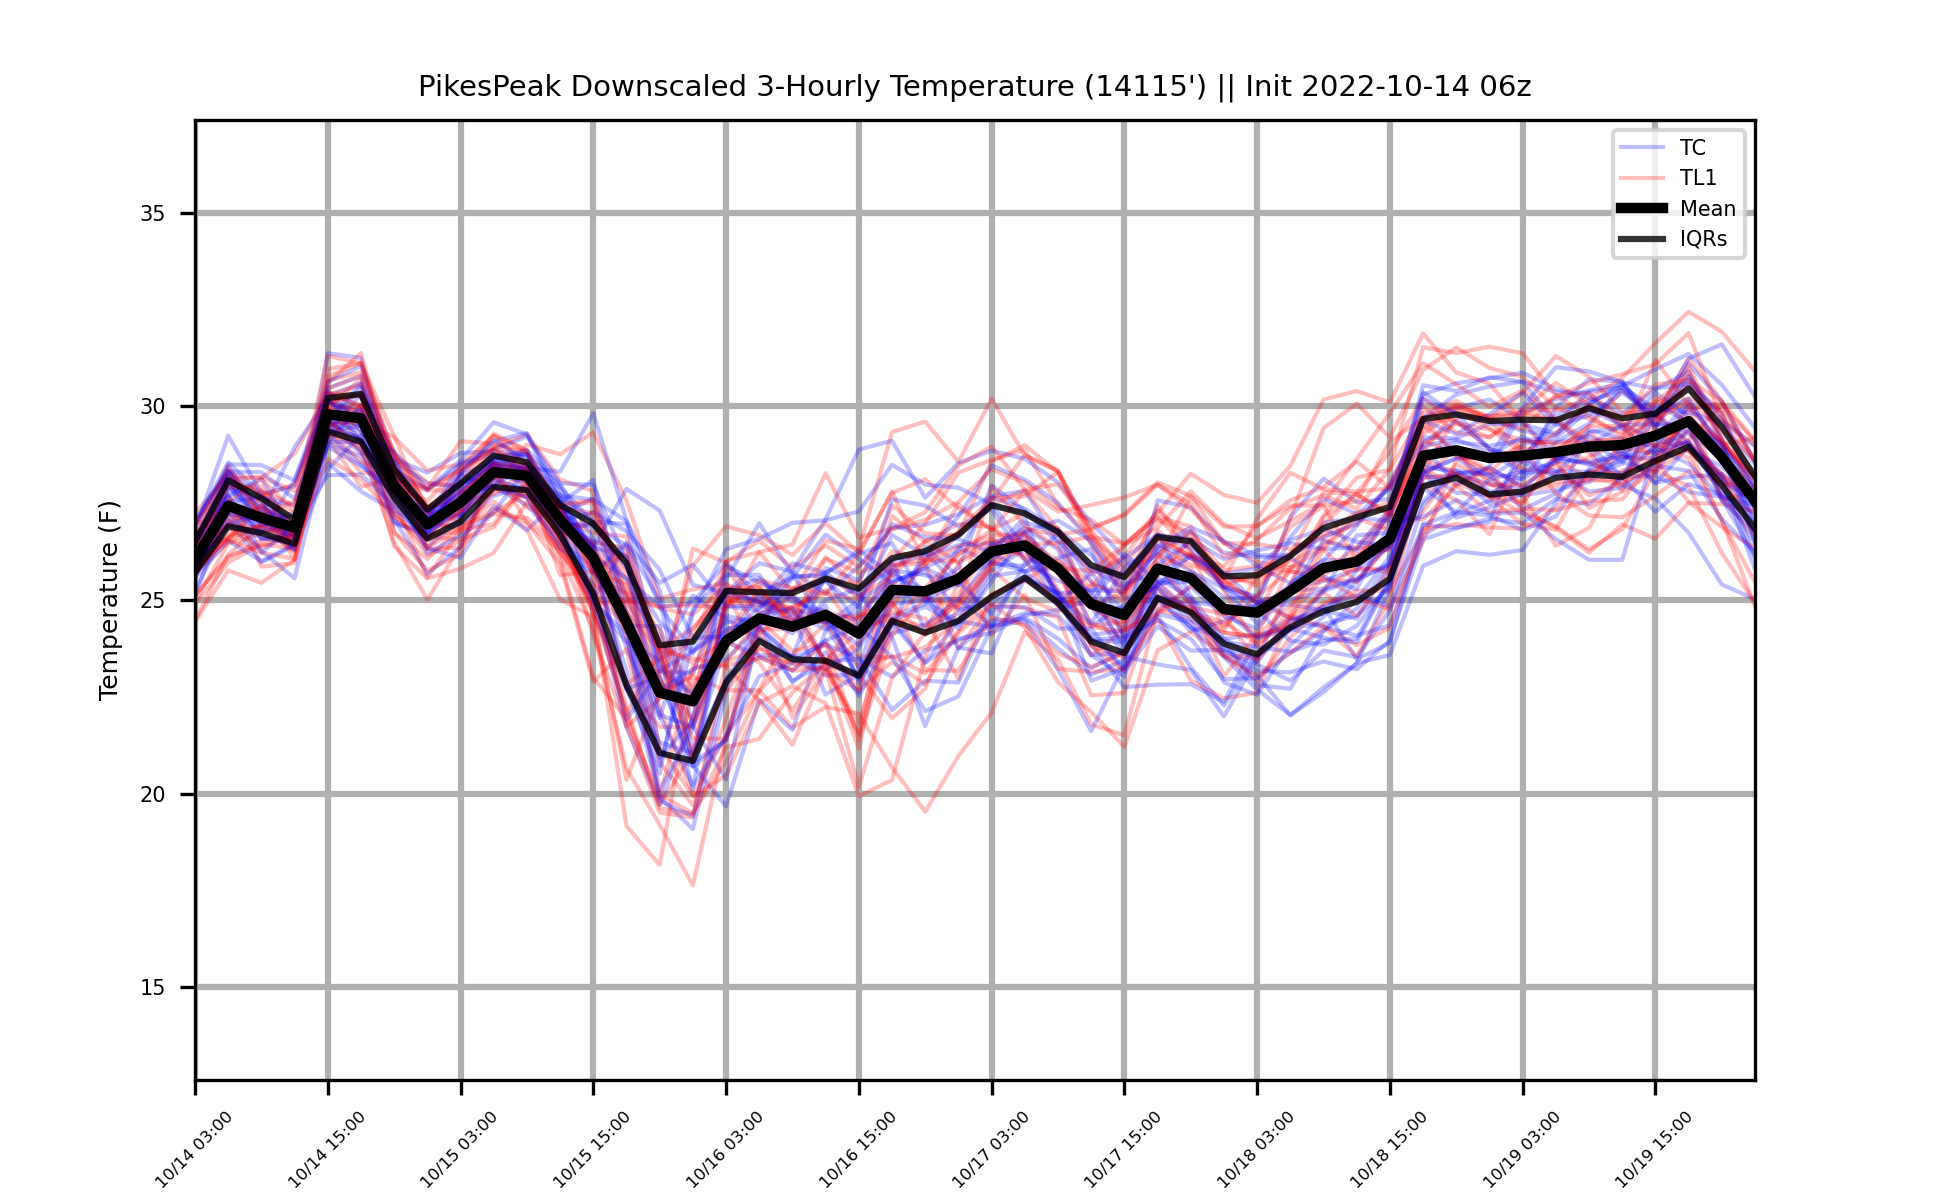 PikesPeak Downscaled 3-Hourly Temperature (14115') || Init 2022-10-14 06z
TC
TL1
Mean
IQRs
Temperature (F)
35
30
25
20
15
10/14 03:00
10/14 15:00
10/15 03:00
10/15 15:00
10/16 03:00
10/16 15:00
10/17 03:00
10/17 15:00
10/18 03:00
10/18 15:00
10/19 03:00
10/19 15:00